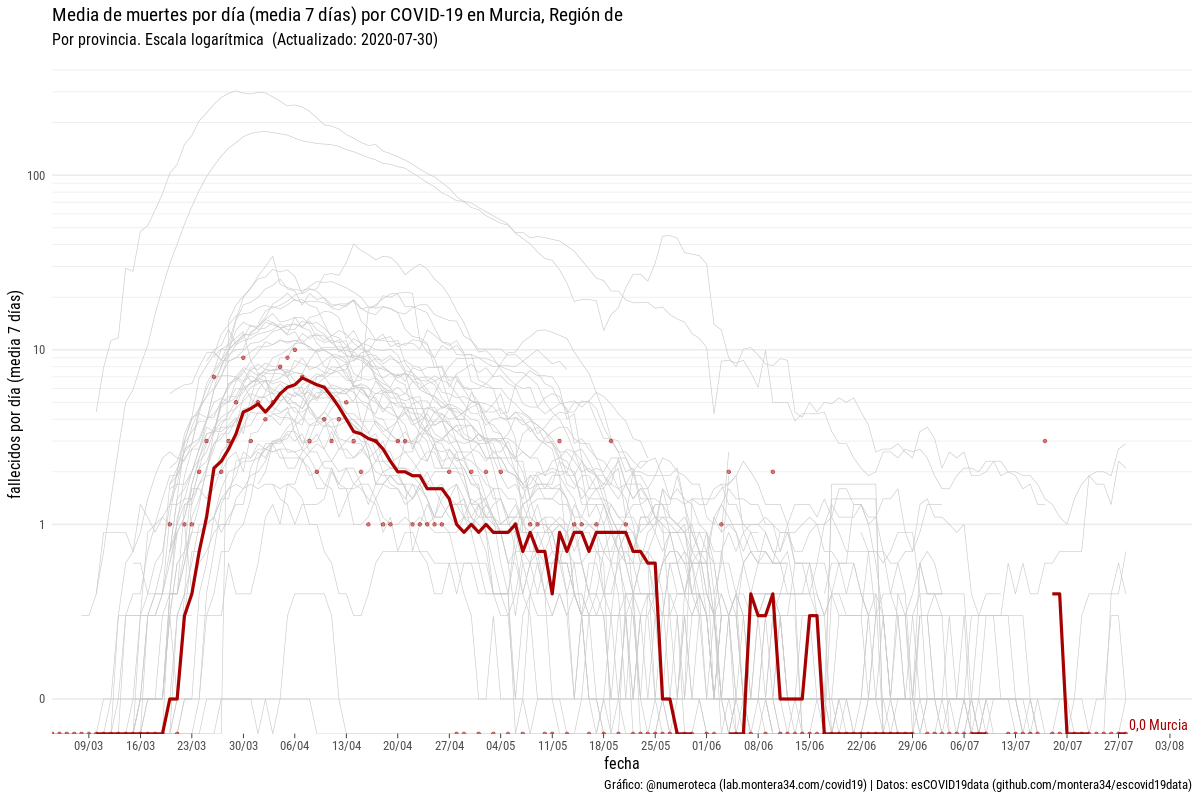 Media de muertes por día (media 7 días) por COVID-19 en Murcia, Región de
Por provincia. Escala logarítmica (Actualizado: 2020-07-30)
fallecidos por día (media 7 días)
100
10
1
0
0,0 Murcia
09/03 16/03 23/03 30/03 06/04 13/04 20/04 27/04 04/05 11/05 18/05 25/05 01/06 08/06 15/06 22/06 29/06 06/07 13/07 20/07 27/07 03/08
fecha
Gráfico: @numeroteca (lab.montera34.com/covid19) | Datos: esCOVID19data (github.com/montera34/escovid19data)